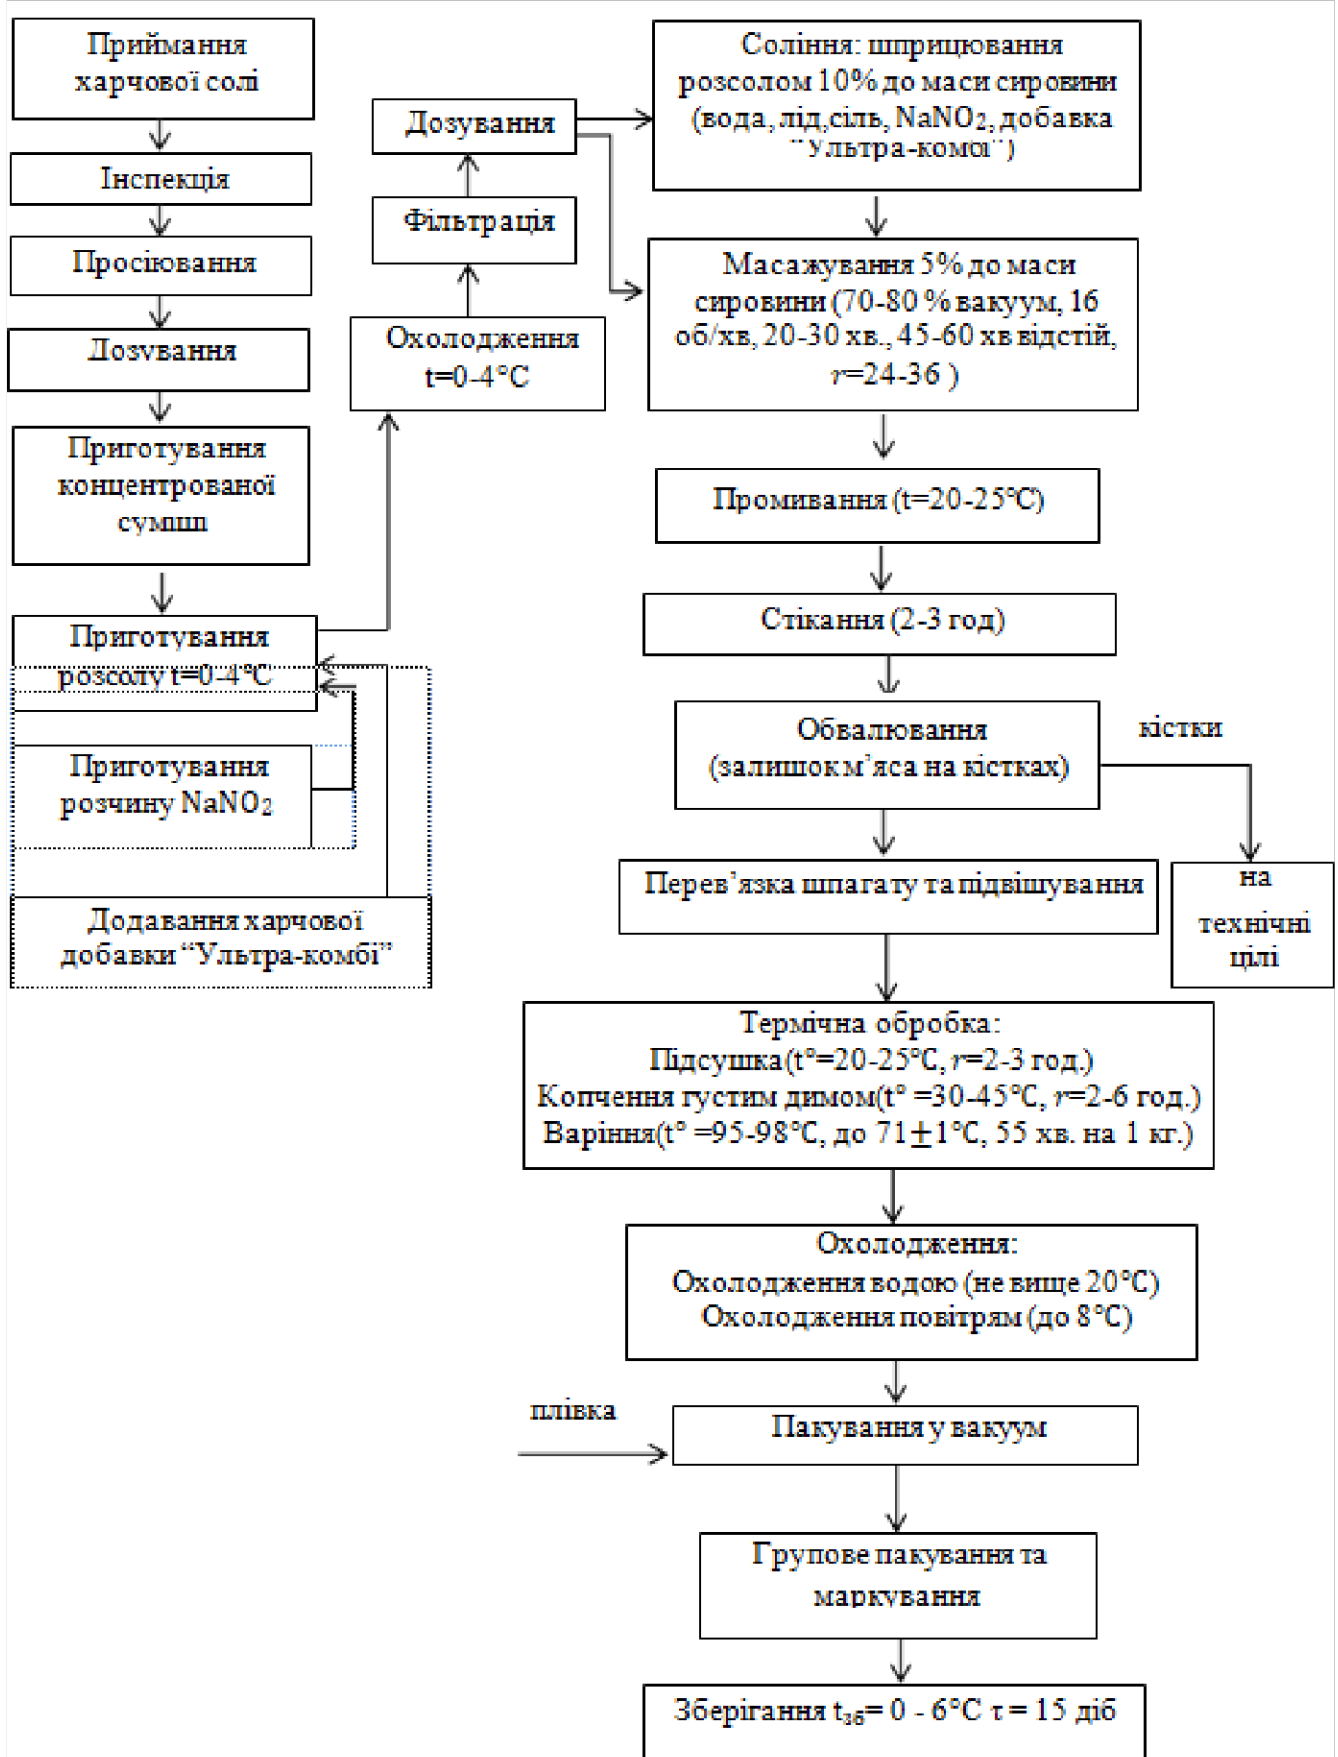 Приймання
харчової солі
Інспекція
Просіювання
Дозування
Приготування
концентрованої
суміші
Приготування
розсолу t=0-4°С
Приготування
розчину NaNO₂
Додавання харчової
добавки “Ультра-комбі”
Охолодження
t=0-4°С
Фільтрація
Дозування
Соління: шприцювання
розсолом 10% до маси сировини
(вода, лід,сіль, NaNO₂, добавка
“Ультра-комбі”)
Масажування 5% до маси
сировини (70-80 % вакуум, 16
об/хв, 20-30 хв., 45-60 хв відстій,
r=24-36 )
Промивання (t=20-25°С)
Стікання (2-3 год)
Обвалювання
(залишок м’яса на кістках)
кістки
на
технічні
цілі
Перев’язка шпагату та підвішування
Термічна обробка:
Підсушка(t°=20-25°С, r=2-3 год.)
Копчення густим димом(t° =30-45°С, r=2-6 год.)
Варіння(t° =95-98°С, до 71±1°С, 55 хв. на 1 кг.)
Охолодження:
Охолодження водою (не вище 20°С)
Охолодження повітрям (до 8°С)
плівка
Пакування у вакуум
Групове пакування та
маркування
Зберігання tзб= 0 - 6°С τ = 15 діб